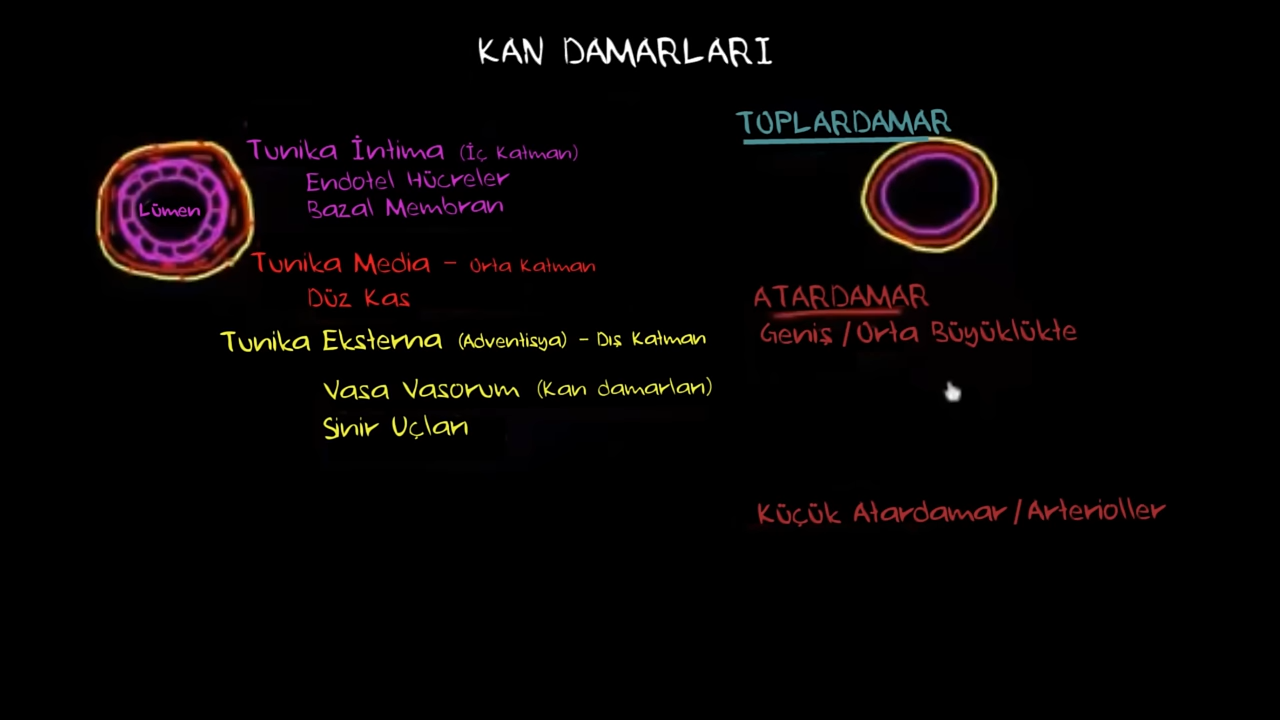 KAN DAMARLARI
Lümen
Tunika İntima (İç Katman)
Endotel Hücreler
Bazal Membran
Tunika Media - Orta Katman
Düz Kas
Tunika Eksterna (Adventisya) - Dış Katman
Vasa Vasorum (Kan damarları)
Sinir Uçları
TOPLARDAMAR
ATARDAMAR
Geniş / Orta Büyüklükte
Küçük Atardamar / Arterioller